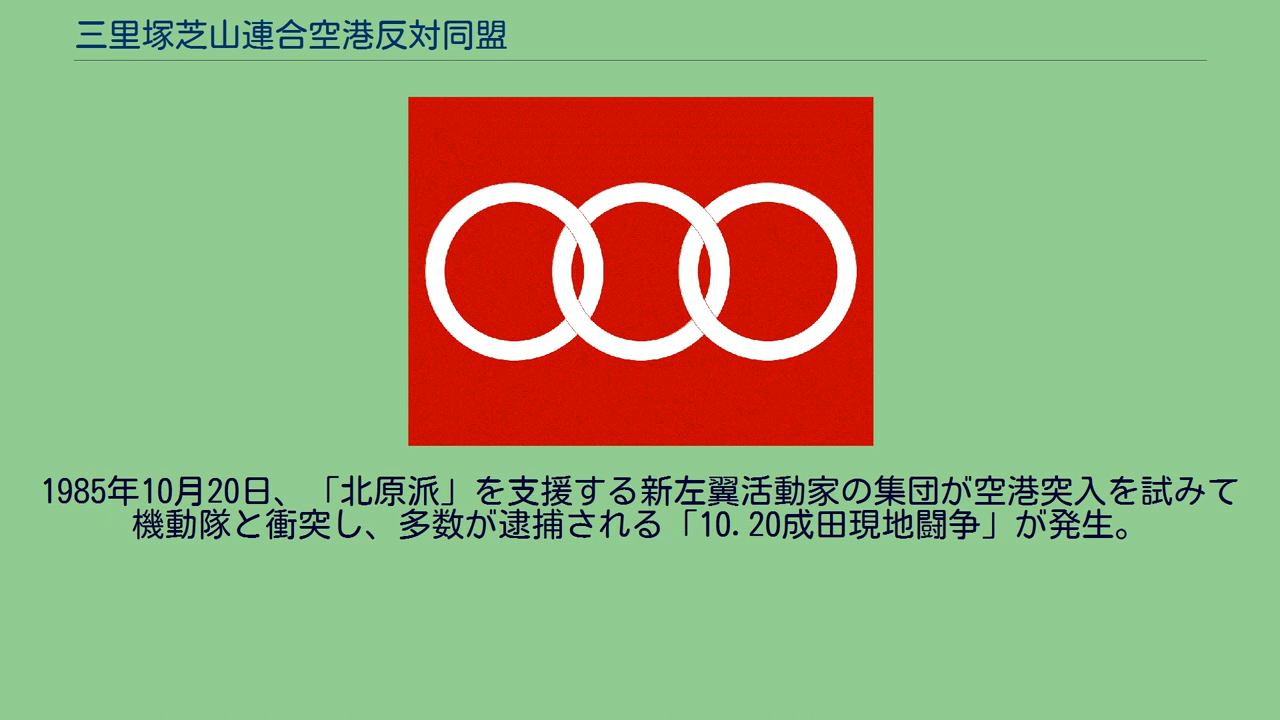 三里塚芝山連合空港反対同盟
1985年10月20日、「北原派」を支援する新左翼活動家の集団が空港突入を試みて
機動隊と衝突し、多数が逮捕される「10.20成田現地闘争」が発生。